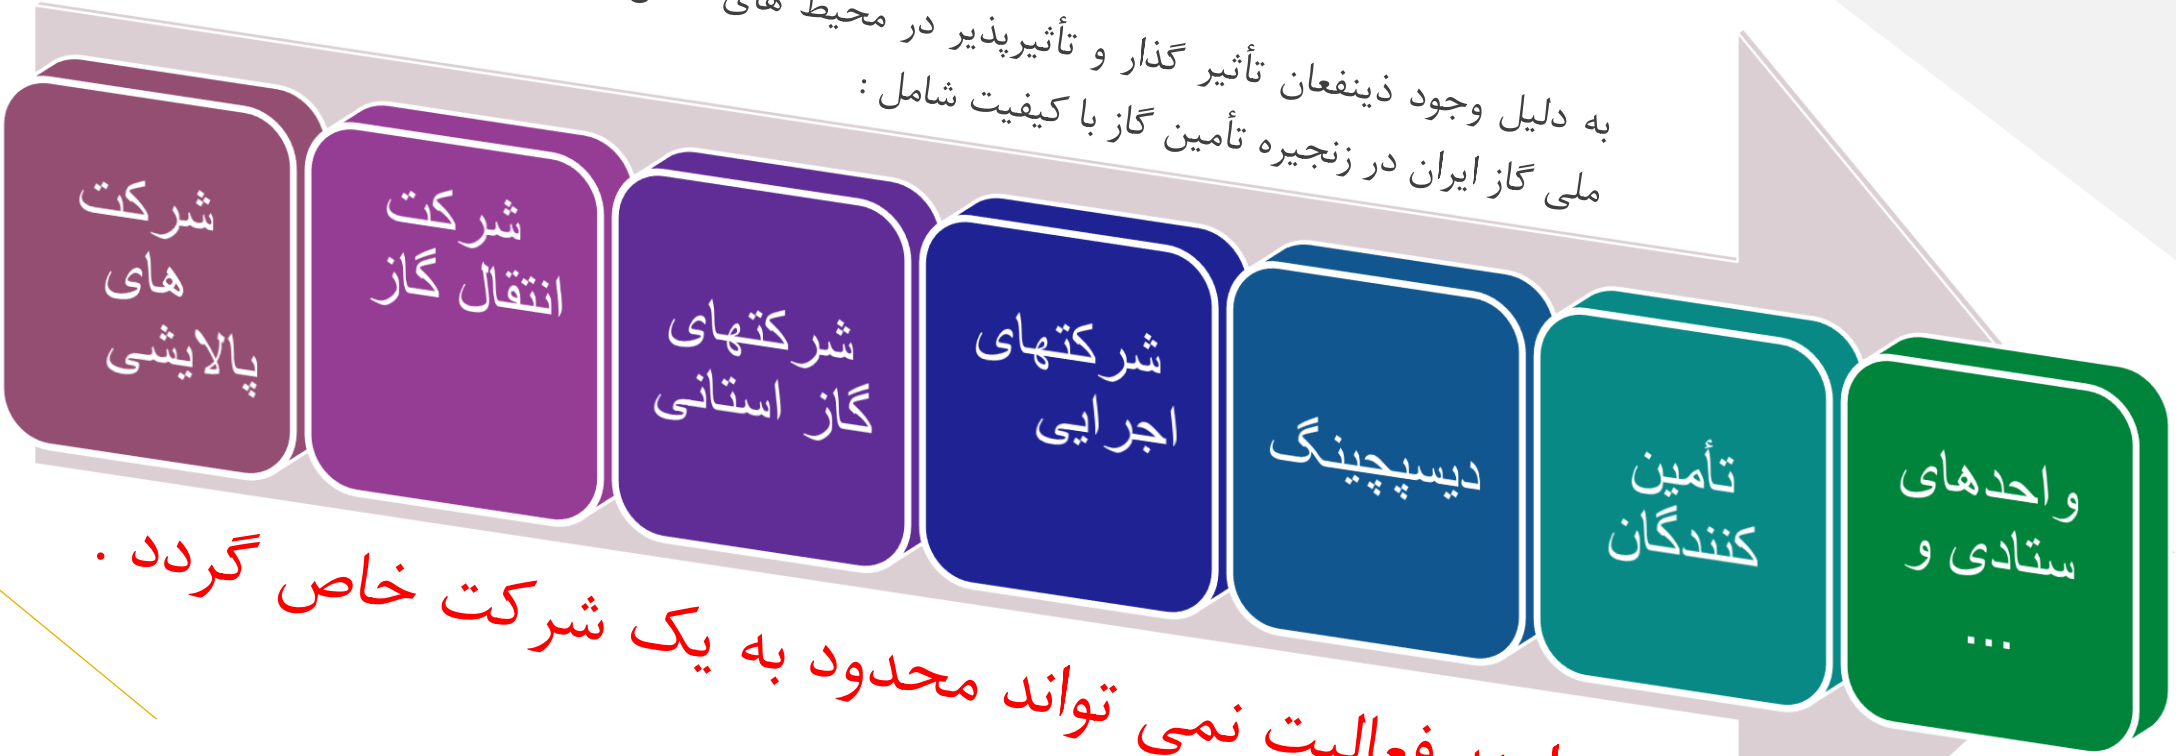 به دلیل وجود ذینفعان تأثیر گذار و تأثیرپذیر در محیط های
ملی گاز ایران در زنجیره تأمین گاز با کیفیت شامل :
شرکت
های
پالایشی
شرکت
انتقال گاز
شرکتهای
گاز استانی
شرکتهای
اجرایی
دیسپچینگ
تأمین
کنندگان
واحدهای
ستادی و
...
فعالیت نمی تواند محدود به یک شرکت خاص گردد .